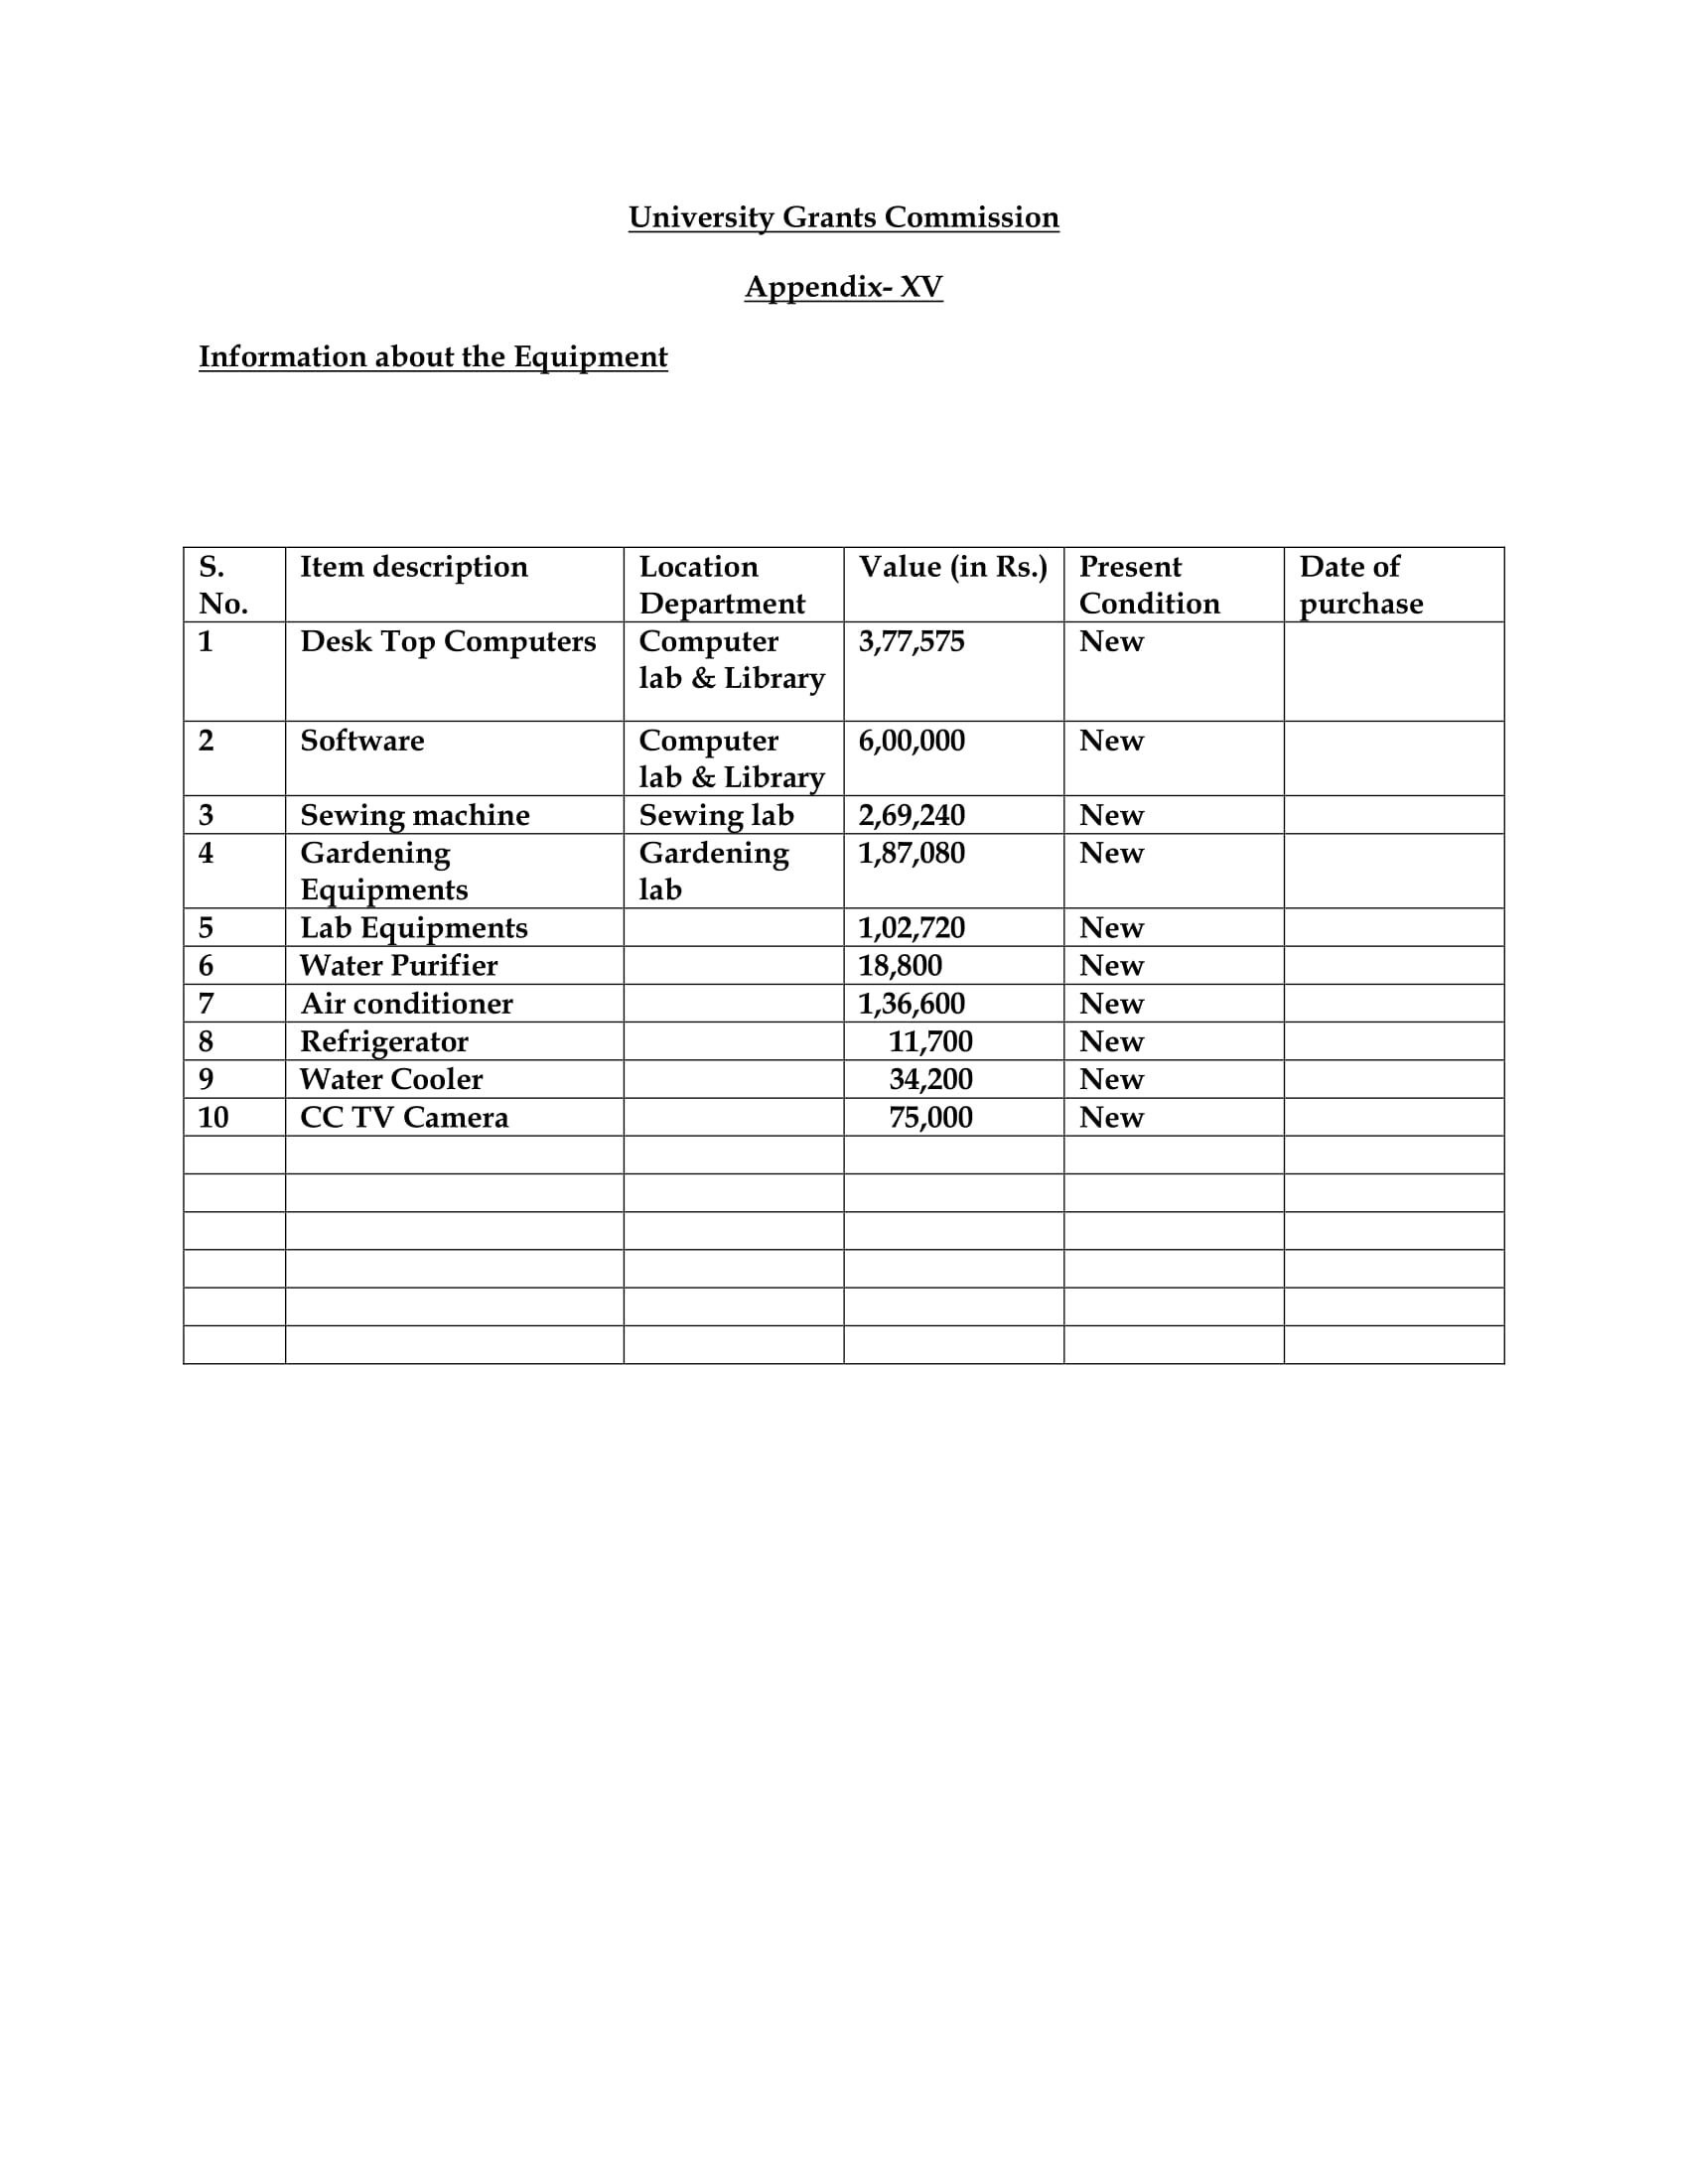 University Grants Commission
Appendix- XV
Information about the Equipment
S. No. Item description Location Department Value (in Rs.) Present Condition Date of purchase
1 Desk Top Computers Computer lab & Library 3,77,575 New
2 Software Computer lab & Library 6,00,000 New
3 Sewing machine Sewing lab 2,69,240 New
4 Gardening Equipments Gardening lab 1,87,080 New
5 Lab Equipments 1,02,720 New
6 Water Purifier 18,800 New
7 Air conditioner 1,36,600 New
8 Refrigerator 11,700 New
9 Water Cooler 34,200 New
10 CC TV Camera 75,000 New